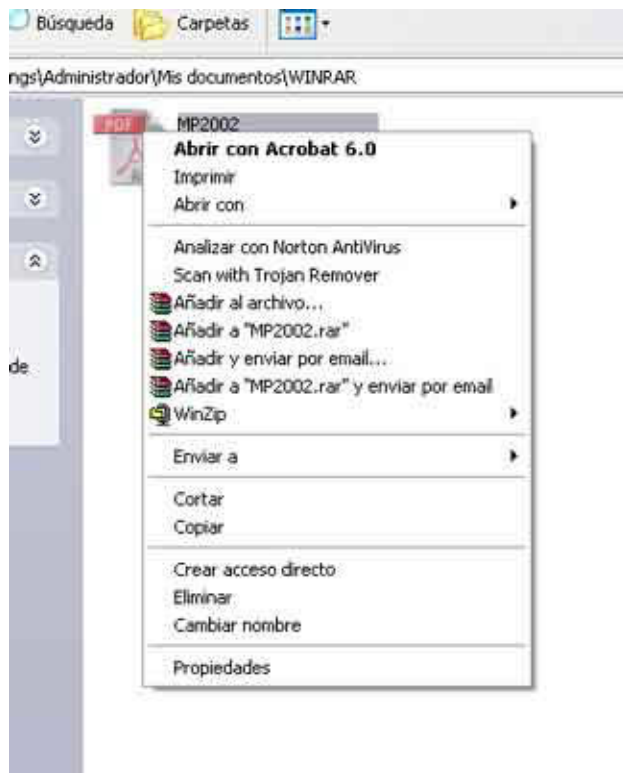 Búsqueda Carpetas
ngs\Administrador\Mis documentos\WINRAR
PDF MP2002
Abrir con Acrobat 6.0
Imprimir
Abrir con
Analizar con Norton AntiVirus
Scan with Trojan Remover
Añadir al archivo...
Añadir a "MP2002.rar"
Añadir y enviar por email...
Añadir a "MP2002.rar" y enviar por email
de
WinZip
Enviar a
Cortar
Copiar
Crear acceso directo
Eliminar
Cambiar nombre
Propiedades